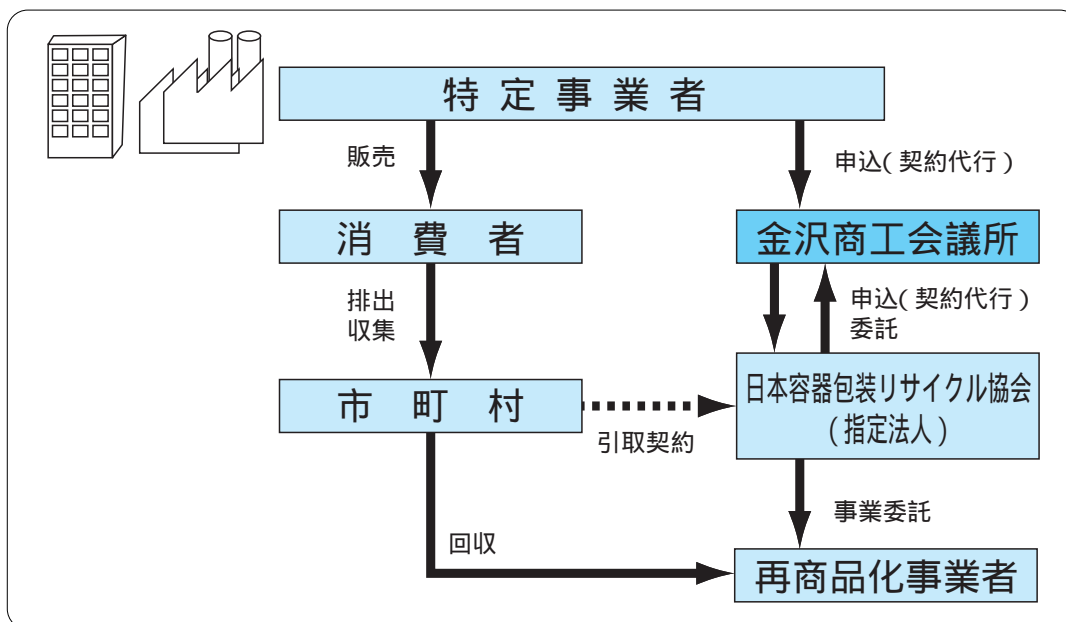 特定事業者
販売
申込(契約代行)
消費者
金沢商工会議所
排出
収集
申込(契約代行)
委託
市町村
引取契約
日本容器包装リサイクル協会
(指定法人)
事業委託
回収
再商品化事業者